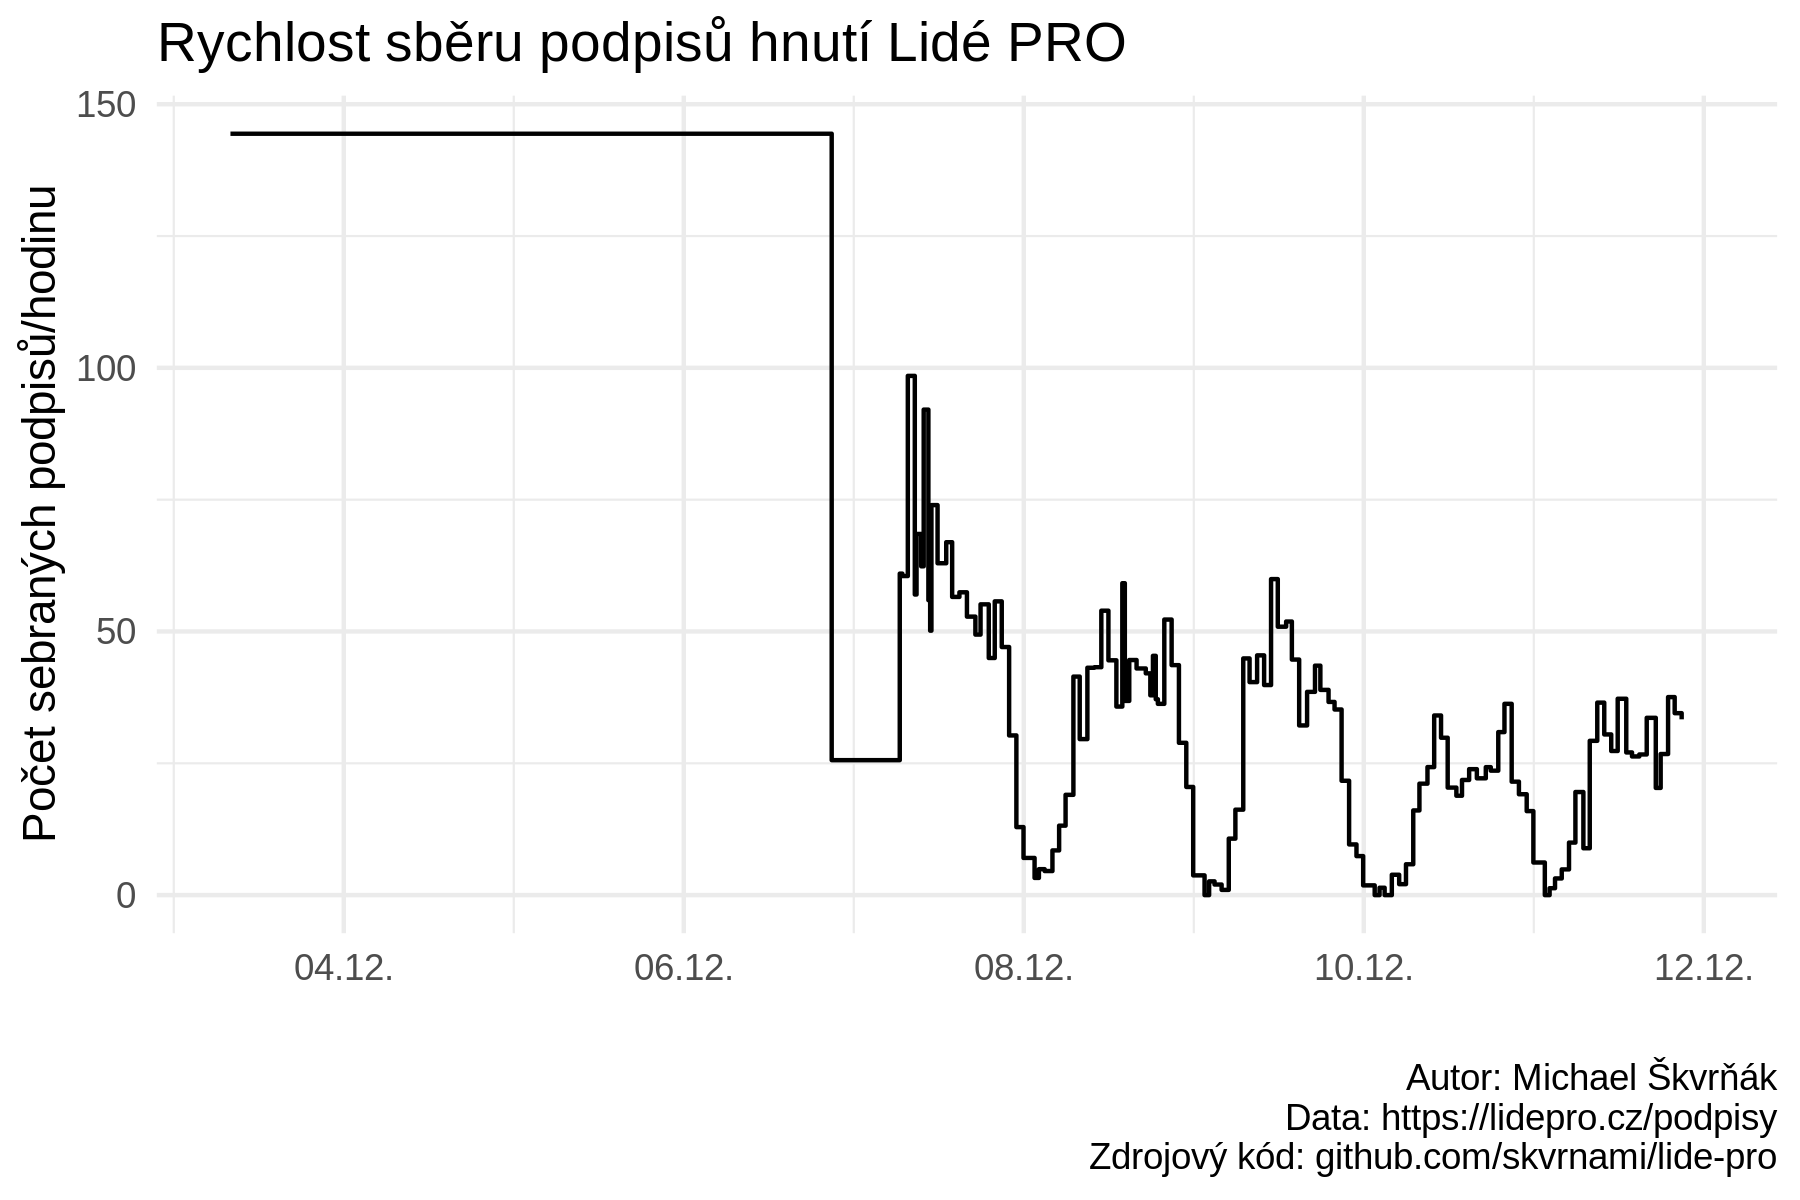 Rychlost sběru podpisů hnutí Lidé PRO
Počet sebraných podpisů/hodinu
150
100
50
0
04.12.
06.12.
08.12.
10.12.
12.12.
Autor: Michael Škvrňák
Data: https://lidepro.cz/podpisy
Zdrojový kód: github.com/skvrnami/lide-pro